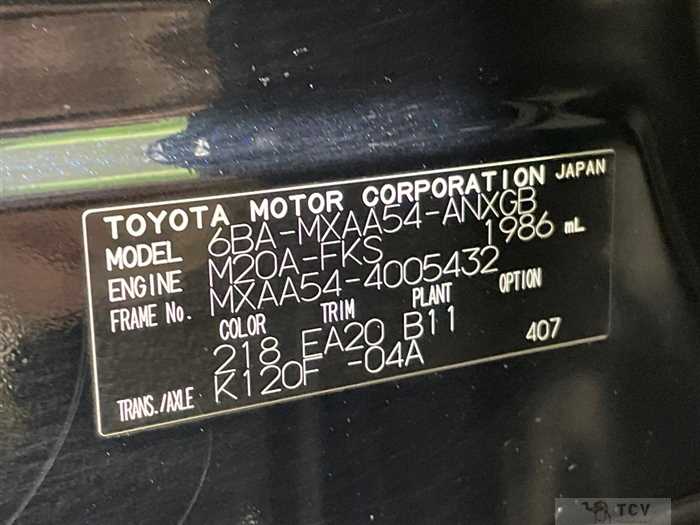 TOYOTA MOTOR CORPORATION JAPAN
MODEL 6BA-MXAA54-ANXGB
ENGINE M20A-FKS 1986 mL
FRAME No. MXAA54-4005432
COLOR TRIM PLANT OPTION
218 EA20 B11 407
TRANS./AXLE K120F -04A
TCV